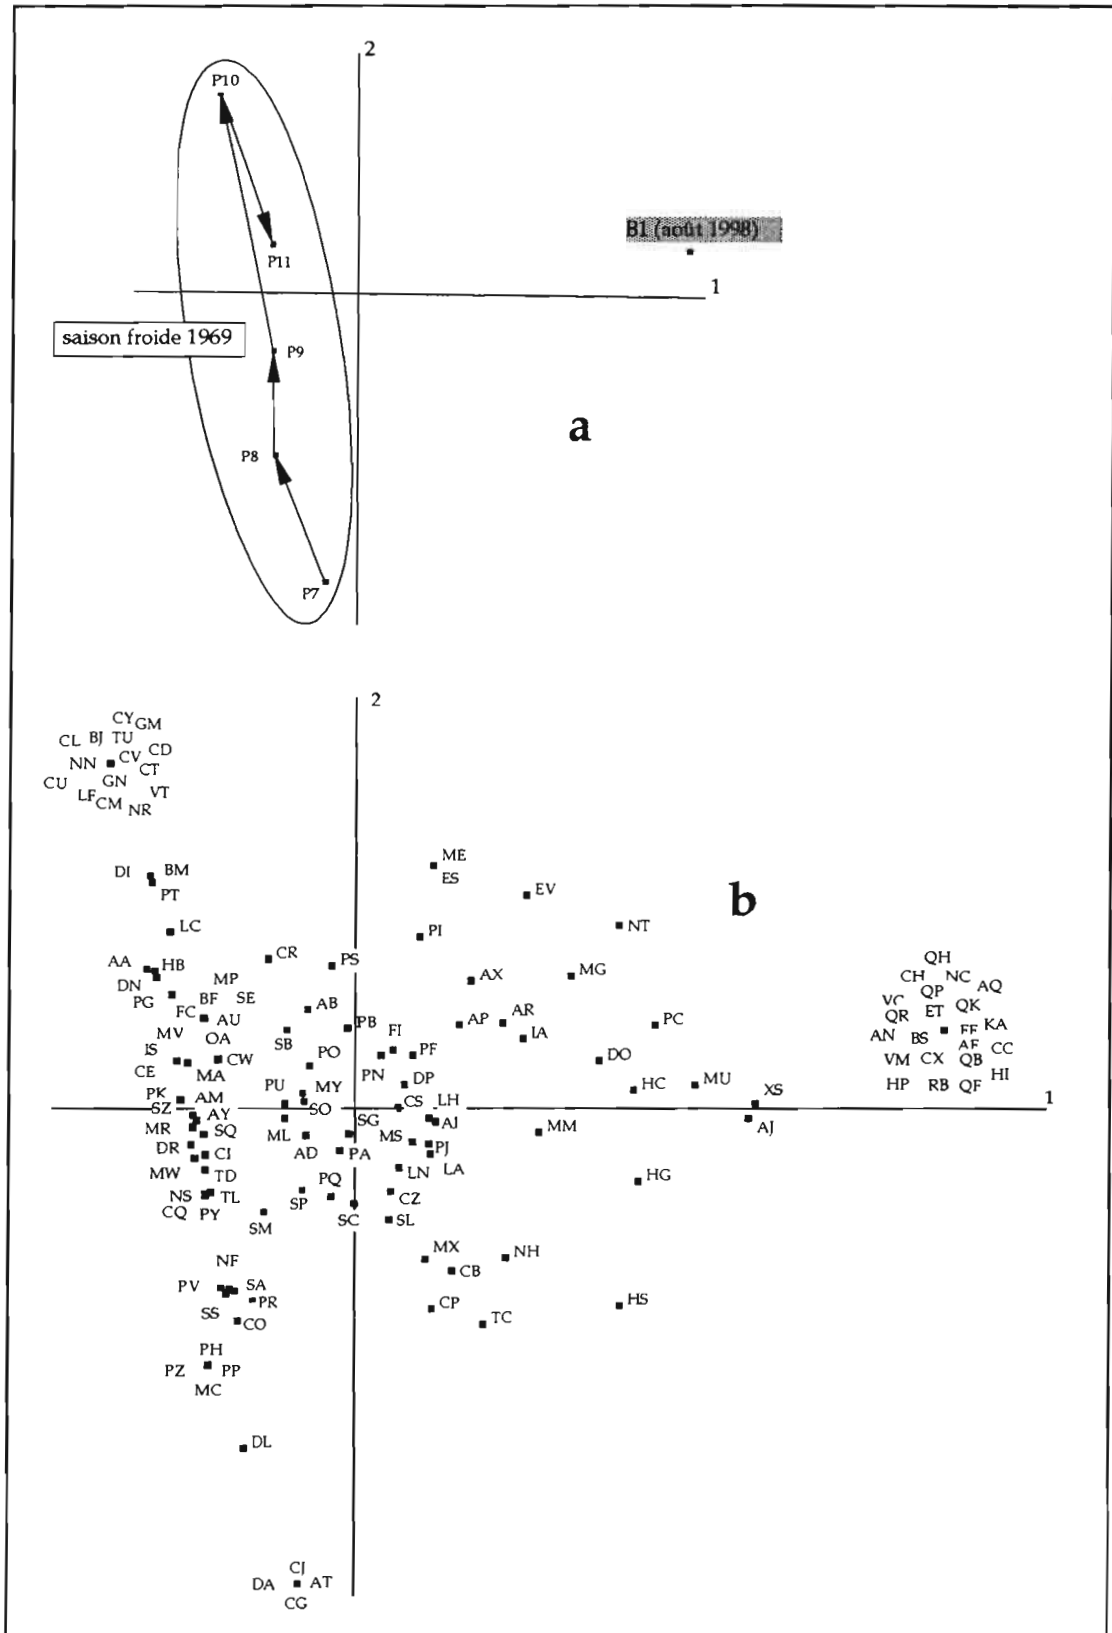 2
P10
B1 (août 1998)
P11
1
saison froide 1969
P9
a
P8
P7
2
CY GM
CL BJ TU
CV CD
NN CT
CU GN
LF CM NR VT
ME
ES
DI BM
PT
EV
b
LC
NT
PI
CR
PS
AA HB
DN
MP
AX
MG
QH
CH NC
QP AQ
PG
BF SE
FC
AB
VC ET QK
QR
AU
PB
AP
AR
PC
FF KA
MV OA
SB
FI
IA
AN BS
AF CC
IS
CW
PO
PF
PN
DO
VM CX QB
CE
MA
HI
PU MY
DP
HC
MU
HP RB QF
PK AM
XS
1
SZ AY
SO
CS LH
MR SQ
SG
AJ
AJ
ML
MS
MM
DR CI
AD PA
PJ
MW TD
LN LA
HG
NS TL
SP PQ
CZ
CQ PY
SM
SC SL
NF
MX NH
CB
PV SA
PR
CP
HS
SS CO
TC
PH
PZ PP
MC
DL
CJ
DA AT
CG